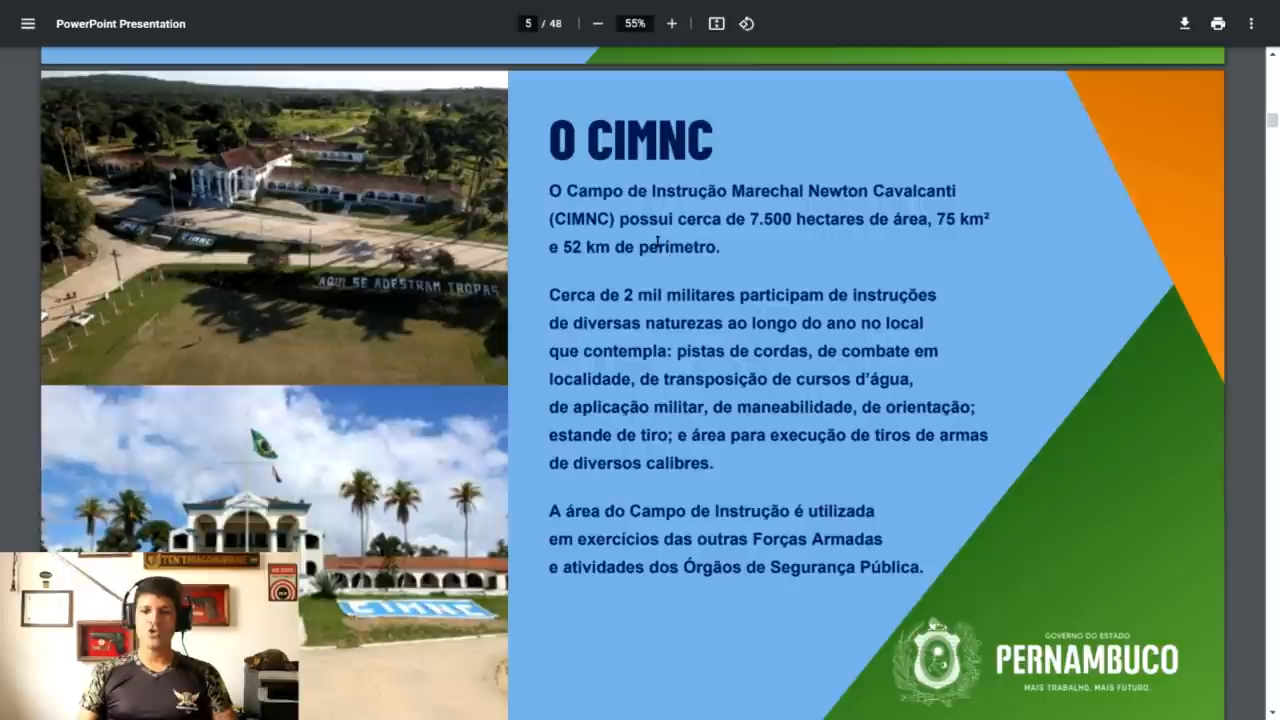 PowerPoint Presentation
5 / 48
55%
O CIMNC
O Campo de Instrução Marechal Newton Cavalcanti
(CIMNC) possui cerca de 7.500 hectares de área, 75 km²
e 52 km de perímetro.
Cerca de 2 mil militares participam de instruções
de diversas naturezas ao longo do ano no local
que contempla: pistas de cordas, de combate em
localidade, de transposição de cursos d'água,
de aplicação militar, de maneabilidade, de orientação;
estande de tiro; e área para execução de tiros de armas
de diversos calibres.
A área do Campo de Instrução é utilizada
em exercícios das outras Forças Armadas
e atividades dos Órgãos de Segurança Pública.
CIMNC
AQUI SE ADESTRAM TROPAS
CIMNC
GOVERNO DO ESTADO
PERNAMBUCO
MAIS TRABALHO, MAIS FUTURO.